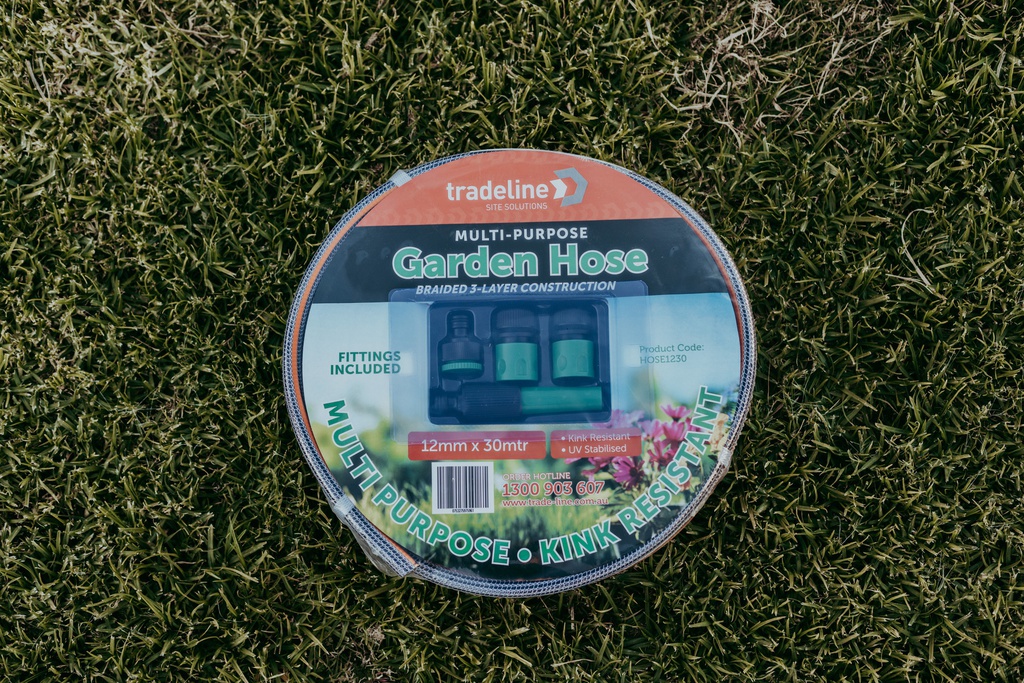 tradeline
SITE SOLUTIONS
MULTI-PURPOSE
Garden Hose
BRAIDED 3-LAYER CONSTRUCTION
FITTINGS
INCLUDED
Product Code:
HOSE1230
12mm x 30mtr
• Kink Resistant
• UV Stabilised
ORDER HOTLINE
1300 903 607
www.trade-line.com.au
MULTI PURPOSE • KINK RESISTANT